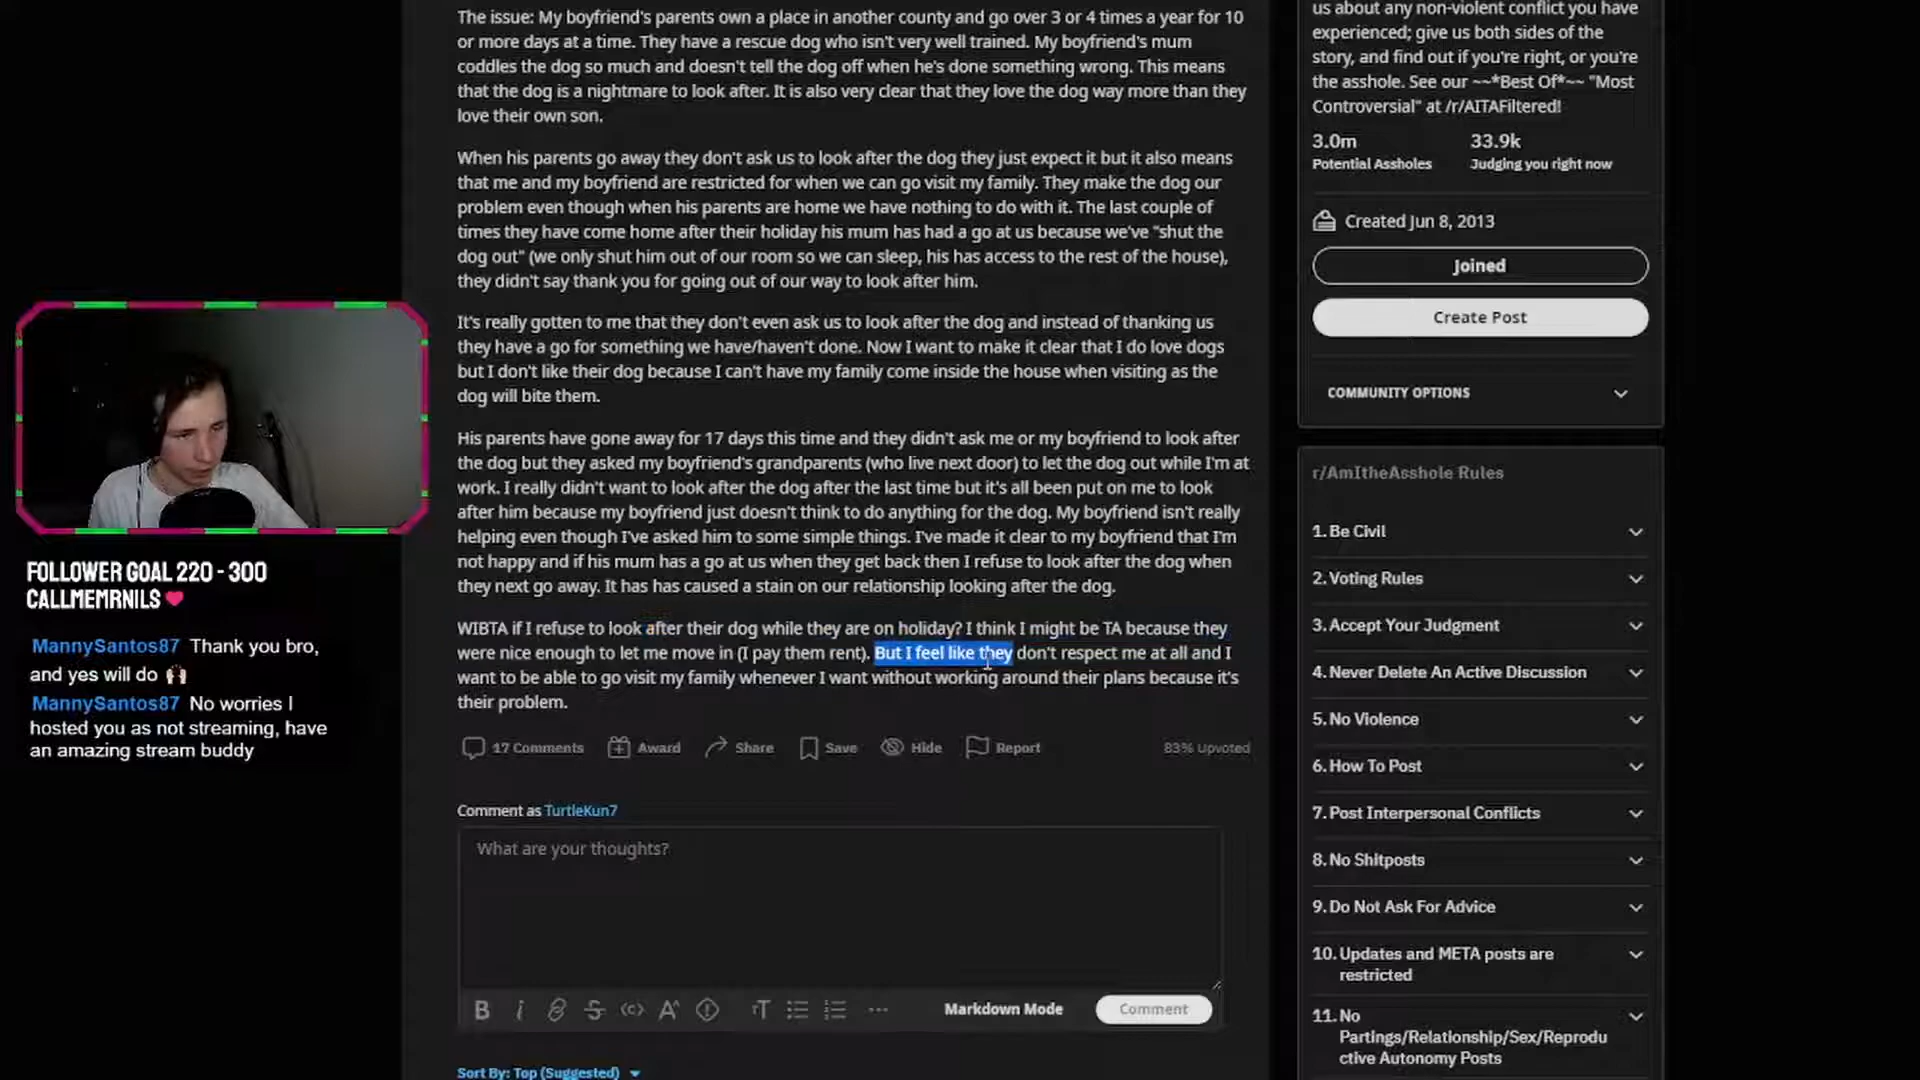 The issue: My boyfriend's parents own a place in another county and go over 3 or 4 times a year for 10
or more days at a time. They have a rescue dog who isn't very well trained. My boyfriend's mum
coddles the dog so much and doesn't tell the dog off when he's done something wrong. This means
that the dog is a nightmare to look after. It is also very clear that they love the dog way more than they
love their own son.
When his parents go away they don't ask us to look after the dog they just expect it but it also means
that me and my boyfriend are restricted for when we can go visit my family. They make the dog our
problem even though when his parents are home we have nothing to do with it. The last couple of
times they have come home after their holiday his mum has had a go at us because we've "shut the
dog out" (we only shut him out of our room so we can sleep, his has access to the rest of the house),
they didn't say thank you for going out of our way to look after him.
It's really gotten to me that they don't even ask us to look after the dog and instead of thanking us
they have a go for something we have/haven't done. Now I want to make it clear that I do love dogs
but I don't like their dog because I can't have my family come inside the house when visiting as the
dog will bite them.
His parents have gone away for 17 days this time and they didn't ask me or my boyfriend to look after
the dog but they asked my boyfriend's grandparents (who live next door) to let the dog out while I'm at
work. I really didn't want to look after the dog after the last time but it's all been put on me to look
after him because my boyfriend just doesn't think to do anything for the dog. My boyfriend isn't really
helping even though I've asked him to some simple things. I've made it clear to my boyfriend that I'm
not happy and if his mum has a go at us when they get back then I refuse to look after the dog when
they next go away. It has has caused a stain on our relationship looking after the dog.
WIBTA if I refuse to look after their dog while they are on holiday? I think I might be TA because they
were nice enough to let me move in (I pay them rent). But I feel like they don't respect me at all and I
want to be able to go visit my family whenever I want without working around their plans because it's
their problem.
17 Comments Award Share Save Hide Report 83% Upvoted
Comment as TurtleKun7
What are your thoughts?
Markdown Mode Comment
Sort By: Top (Suggested)
us about any non-violent conflict you have
experienced; give us both sides of the
story, and find out if you're right, or you're
the asshole. See our ~~*Best Of*~~ "Most
Controversial" at /r/AITAFiltered!
3.0m 33.9k
Potential Assholes Judging you right now
Created Jun 8, 2013
Joined
Create Post
COMMUNITY OPTIONS
r/AmItheAsshole Rules
1. Be Civil
2. Voting Rules
3. Accept Your Judgment
4. Never Delete An Active Discussion
5. No Violence
6. How To Post
7. Post Interpersonal Conflicts
8. No Shitposts
9. Do Not Ask For Advice
10. Updates and META posts are
restricted
11. No
Partings/Relationship/Sex/Reprodu
ctive Autonomy Posts
FOLLOWER GOAL 220 - 300
CALLMEMRNILS
MannySantos87 Thank you bro,
and yes will do
MannySantos87 No worries I
hosted you as not streaming, have
an amazing stream buddy